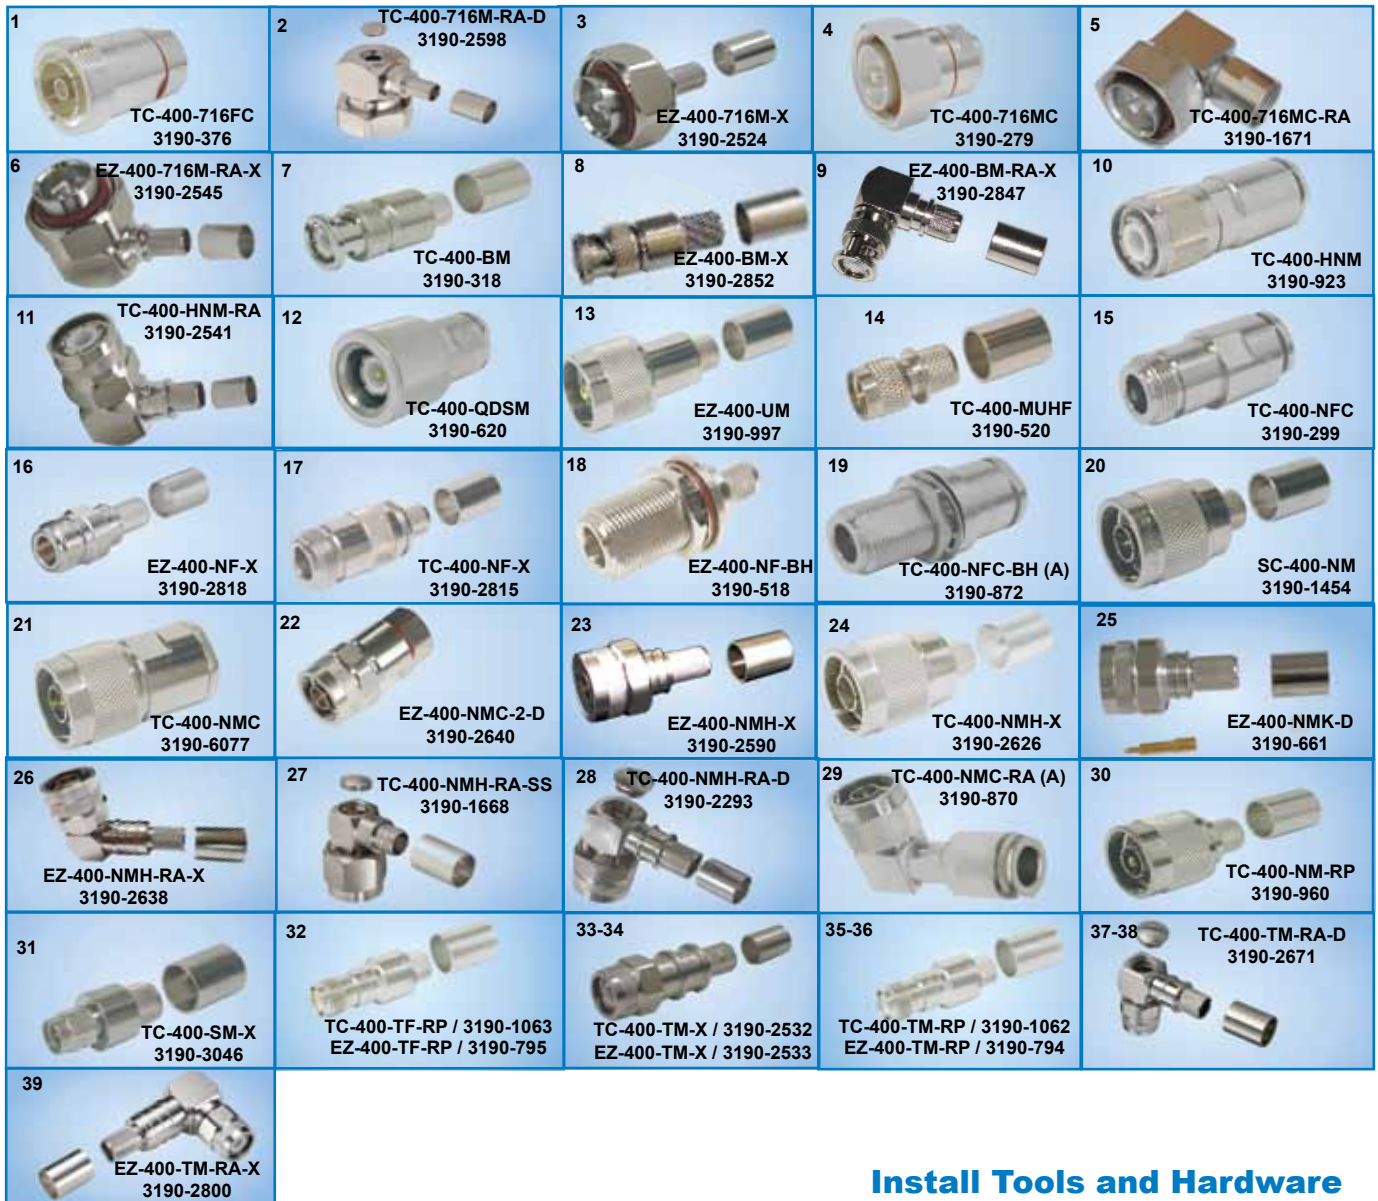 1
TC-400-716FC
3190-376
2
TC-400-716M-RA-D
3190-2598
3
EZ-400-716M-X
3190-2524
4
TC-400-716MC
3190-279
5
TC-400-716MC-RA
3190-1671
6
EZ-400-716M-RA-X
3190-2545
7
TC-400-BM
3190-318
8
EZ-400-BM-X
3190-2852
9
EZ-400-BM-RA-X
3190-2847
10
TC-400-HNM
3190-923
11
TC-400-HNM-RA
3190-2541
12
TC-400-QDSM
3190-620
13
EZ-400-UM
3190-997
14
TC-400-MUHF
3190-520
15
TC-400-NFC
3190-299
16
EZ-400-NF-X
3190-2818
17
TC-400-NF-X
3190-2815
18
EZ-400-NF-BH
3190-518
19
TC-400-NFC-BH (A)
3190-872
20
SC-400-NM
3190-1454
21
TC-400-NMC
3190-6077
22
EZ-400-NMC-2-D
3190-2640
23
EZ-400-NMH-X
3190-2590
24
TC-400-NMH-X
3190-2626
25
EZ-400-NMK-D
3190-661
26
EZ-400-NMH-RA-X
3190-2638
27
TC-400-NMH-RA-SS
3190-1668
28
TC-400-NMH-RA-D
3190-2293
29
TC-400-NMC-RA (A)
3190-870
30
TC-400-NM-RP
3190-960
31
TC-400-SM-X
3190-3046
32
TC-400-TF-RP / 3190-1063
EZ-400-TF-RP / 3190-795
33-34
TC-400-TM-X / 3190-2532
EZ-400-TM-X / 3190-2533
35-36
TC-400-TM-RP / 3190-1062
EZ-400-TM-RP / 3190-794
37-38
TC-400-TM-RA-D
3190-2671
39
EZ-400-TM-RA-X
3190-2800
Install Tools and Hardware